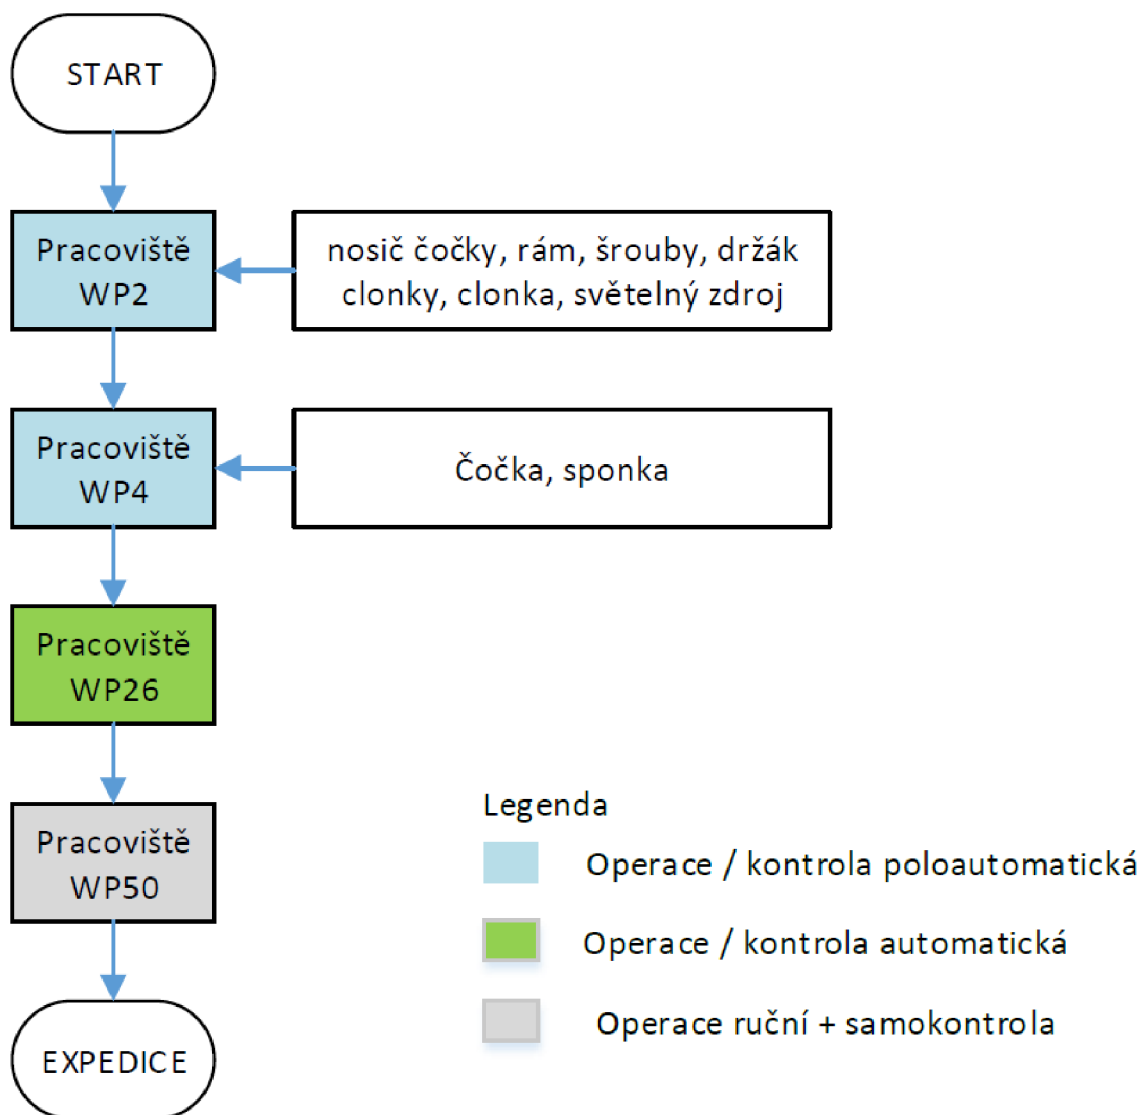 START
Pracoviště
WP2
nosič čočky, rám, šrouby, držák
clonky, clonka, světelný zdroj
Pracoviště
WP4
Čočka, sponka
Pracoviště
WP26
Pracoviště
WP50
EXPEDICE
Legenda
Operace / kontrola poloautomatická
Operace / kontrola automatická
Operace ruční + samokontrola